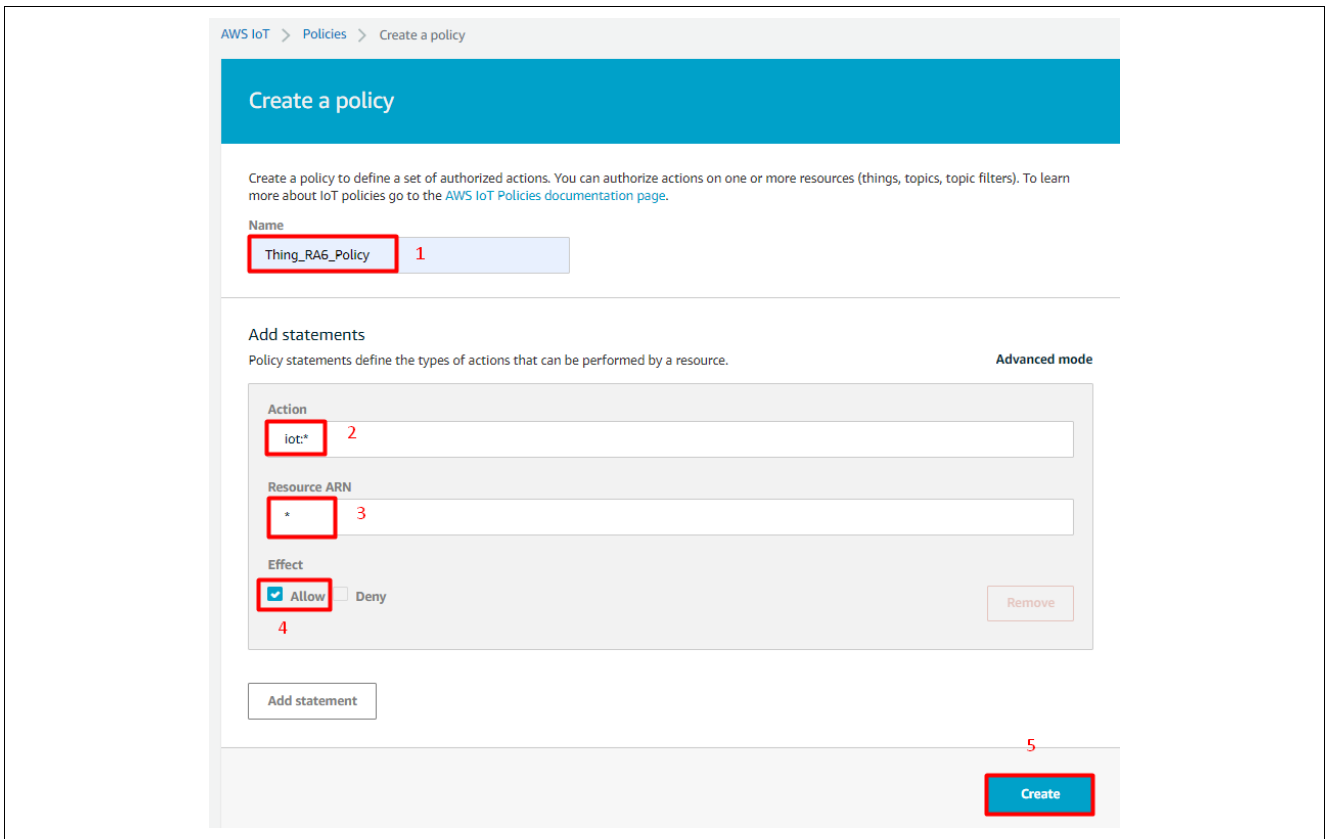 AWS IoT > Policies > Create a policy
Create a policy
Create a policy to define a set of authorized actions. You can authorize actions on one or more resources (things, topics, topic filters). To learn
more about IoT policies go to the AWS IoT Policies documentation page.
Name
Thing_RA6_Policy 1
Add statements
Policy statements define the types of actions that can be performed by a resource. Advanced mode
Action
iot:* 2
Resource ARN
* 3
Effect
Allow Deny
Remove
4
Add statement
5
Create